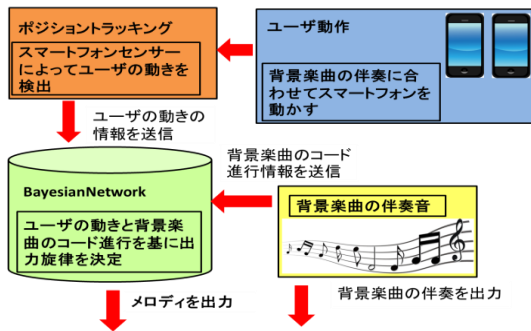 ポジショントラッキング
スマートフォンセンサー
によってユーザの動きを
検出
ユーザ動作
背景楽曲の伴奏に合
わせてスマートフォンを
動かす
ユーザの動きの
情報を送信
背景楽曲のコード
進行情報を送信
BayesianNetwork
ユーザの動きと背景楽
曲のコード進行を基に出
力旋律を決定
背景楽曲の伴奏音
メロディを出力
背景楽曲の伴奏を出力